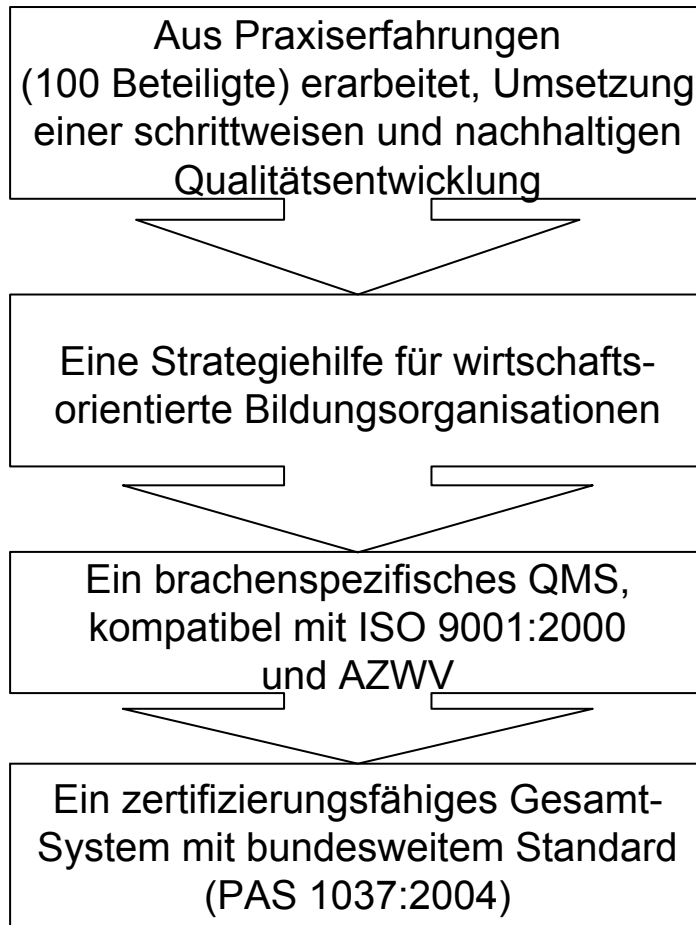 Aus Praxiserfahrungen
(100 Beteiligte) erarbeitet, Umsetzung
einer schrittweisen und nachhaltigen
Qualitätsentwicklung
Eine Strategiehilfe für wirtschafts-
orientierte Bildungsorganisationen
Ein brachenspezifisches QMS,
kompatibel mit ISO 9001:2000
und AZWV
Ein zertifizierungsfähiges Gesamt-
System mit bundesweitem Standard
(PAS 1037:2004)